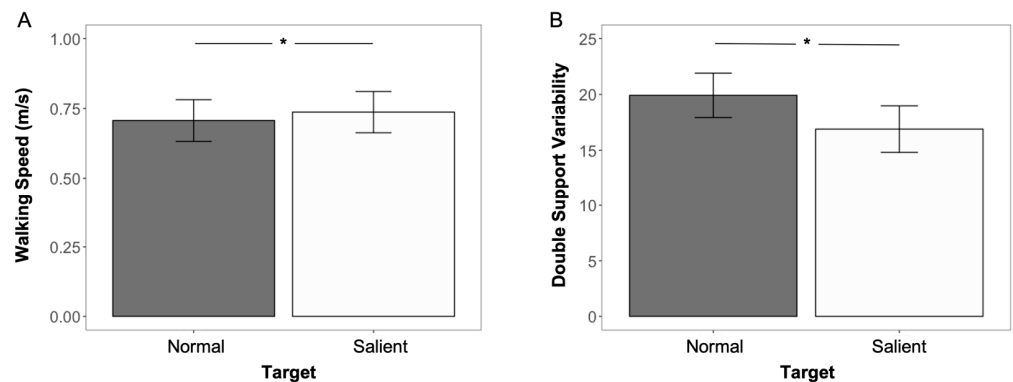 A
Walking Speed (m/s)
1.00
0.75
0.50
0.25
0.00
*
Normal
Salient
Target
B
Double Support Variability
25
20
15
10
5
0
*
Normal
Salient
Target